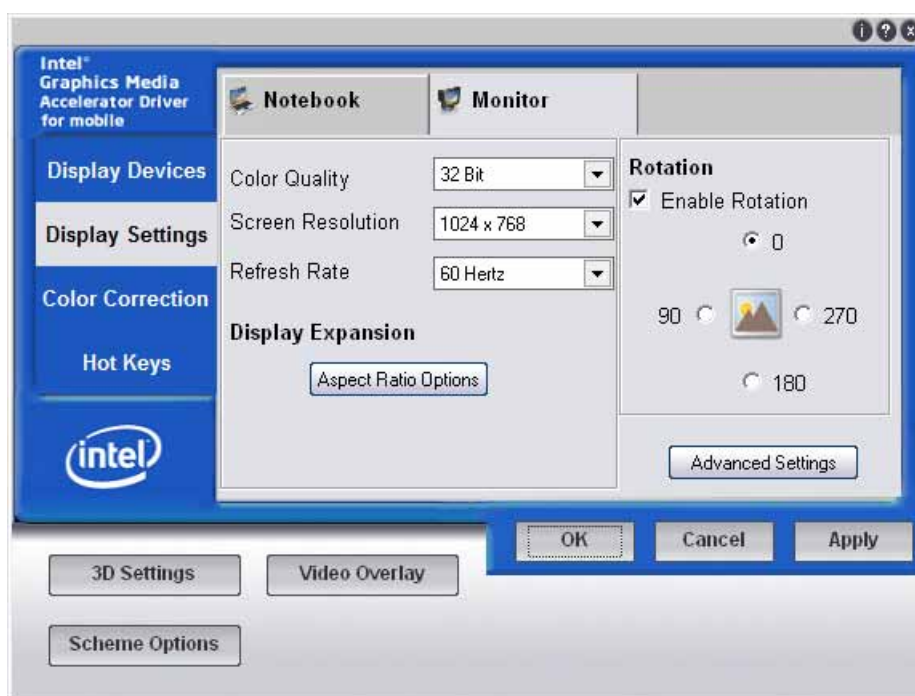 Intel®
Graphics Media
Accelerator Driver
for mobile
Display Devices
Display Settings
Color Correction
Hot Keys
intel
Notebook
Monitor
Color Quality
32 Bit
Screen Resolution
1024 x 768
Refresh Rate
60 Hertz
Display Expansion
Aspect Ratio Options
Rotation
Enable Rotation
0
90
270
180
Advanced Settings
OK
Cancel
Apply
3D Settings
Video Overlay
Scheme Options